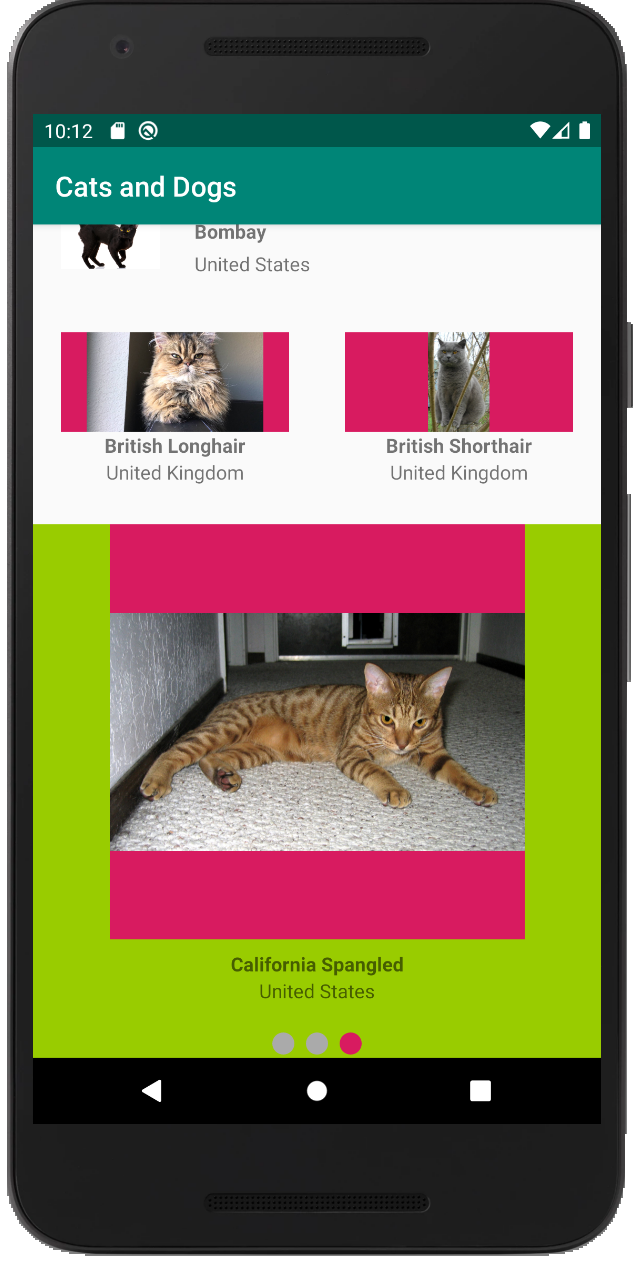 10:12
Cats and Dogs
Bombay
United States
British Longhair
British Shorthair
United Kingdom
United Kingdom
California Spangled
United States